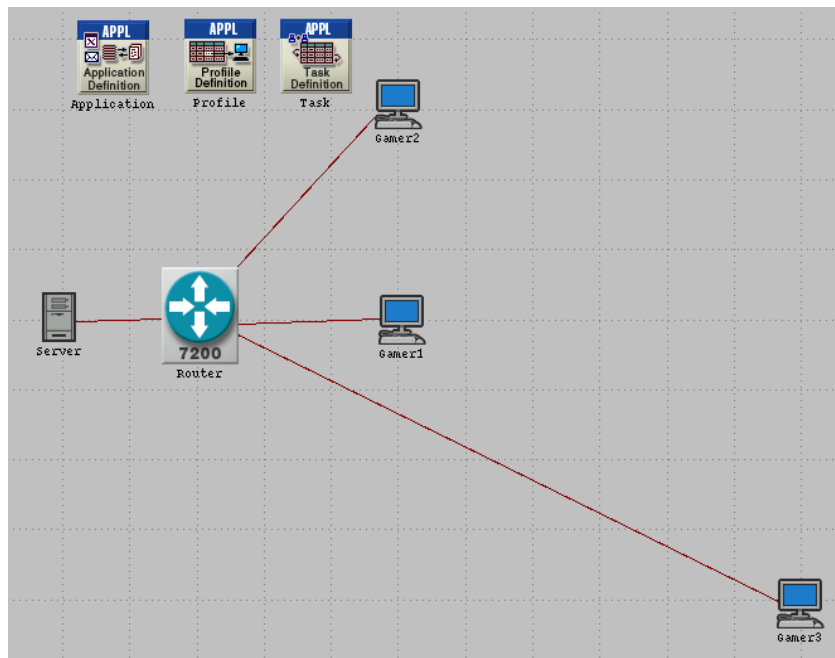 APPL
Application
Definition
Application
APPL
Profile
Definition
Profile
APPL
Task
Definition
Task
Gamer2
Server
7200
Router
Gamer1
Gamer3